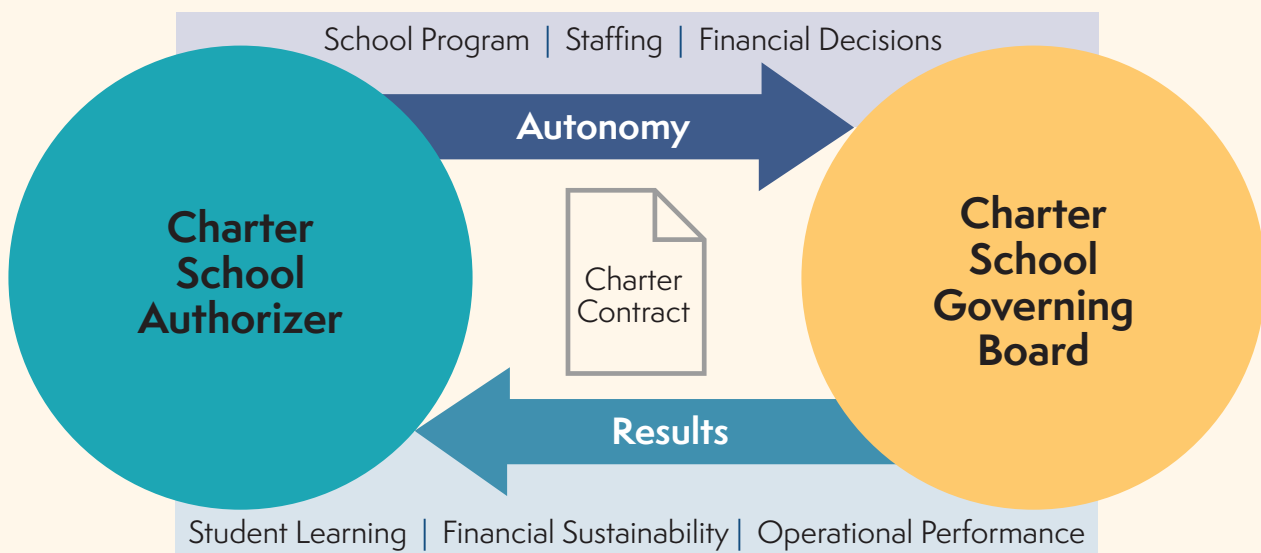 School Program | Staffing | Financial Decisions
Autonomy
Charter
School
Authorizer
Charter
Contract
Charter
School
Governing
Board
Results
Student Learning | Financial Sustainability | Operational Performance